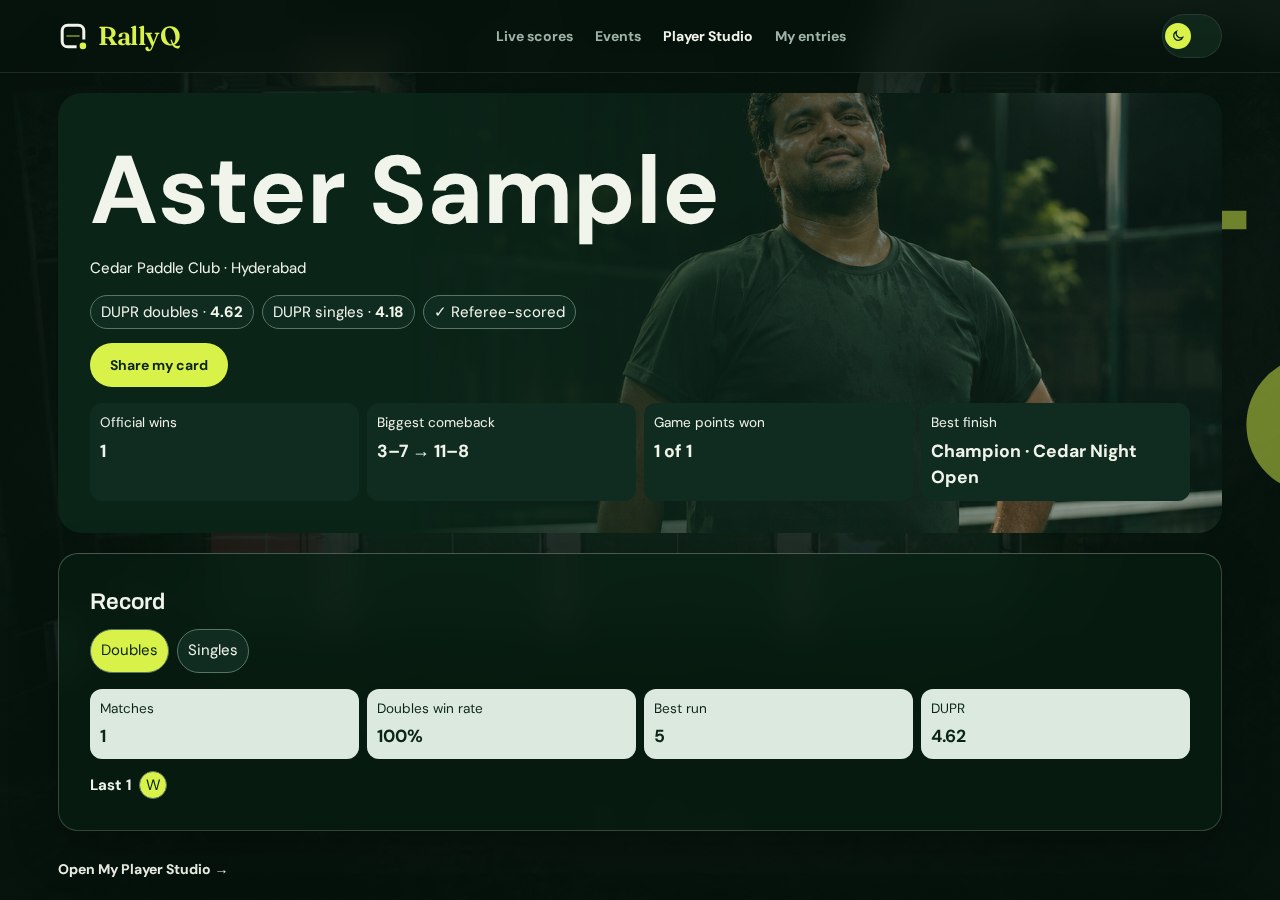 RallyQ
Live scores
Events
Player Studio
My entries
Aster Sample
Cedar Paddle Club · Hyderabad
DUPR doubles · 4.62
DUPR singles · 4.18
✓ Referee-scored
Share my card
Official wins
1
Biggest comeback
3–7 → 11–8
Game points won
1 of 1
Best finish
Champion · Cedar Night
Open
Record
Doubles
Singles
Matches
1
Doubles win rate
100%
Best run
5
DUPR
4.62
Last 1 W
Open My Player Studio →